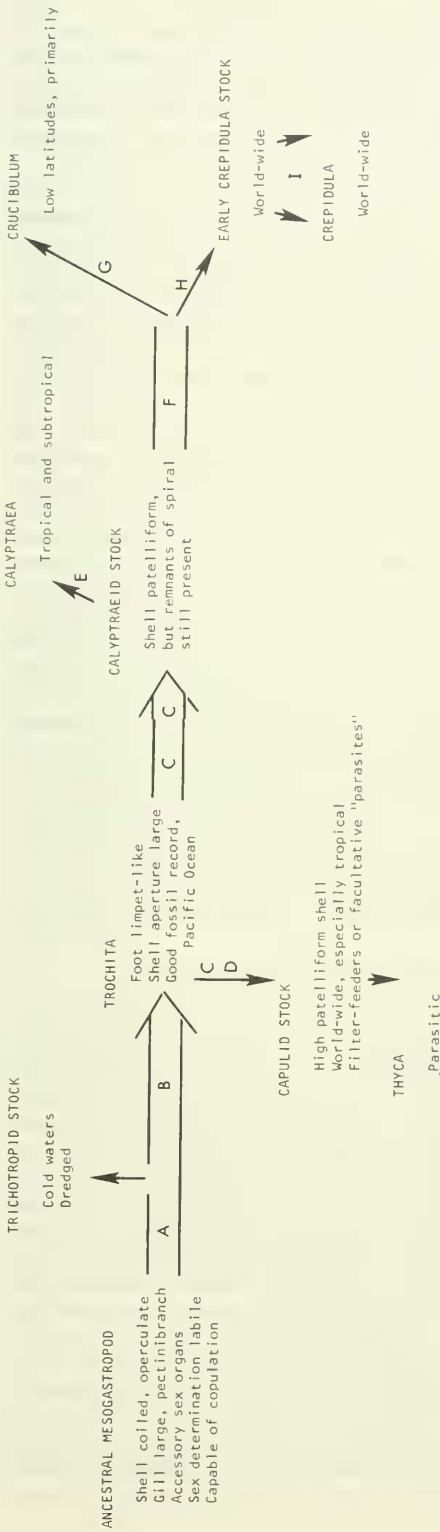 ANCESTRAL MESOGASTROPOD
Shell coiled, operculate
Gill large, pectinibranch
Accessory sex organs
Sex determination labile
Capable of copulation
A
TRICHOTROPID STOCK
Cold waters
Dredged
B
TROCHITA
Foot limpet-like
Shell aperture large
Good fossil record,
Pacific Ocean
C
D
CAPULID STOCK
High patelliform shell
World-wide, especially tropical
Filter-feeders or facultative "parasites"
THYCA
Parasitic
C
C
CALYPTRAEID STOCK
Shell patelliform,
but remnants of spiral
still present
E
CALYPTRAEA
Tropical and subtropical
F
G
CRUCIBULUM
Low latitudes, primarily
H
EARLY CREPIDULA STOCK
World-wide
I
CREPIDULA
World-wide